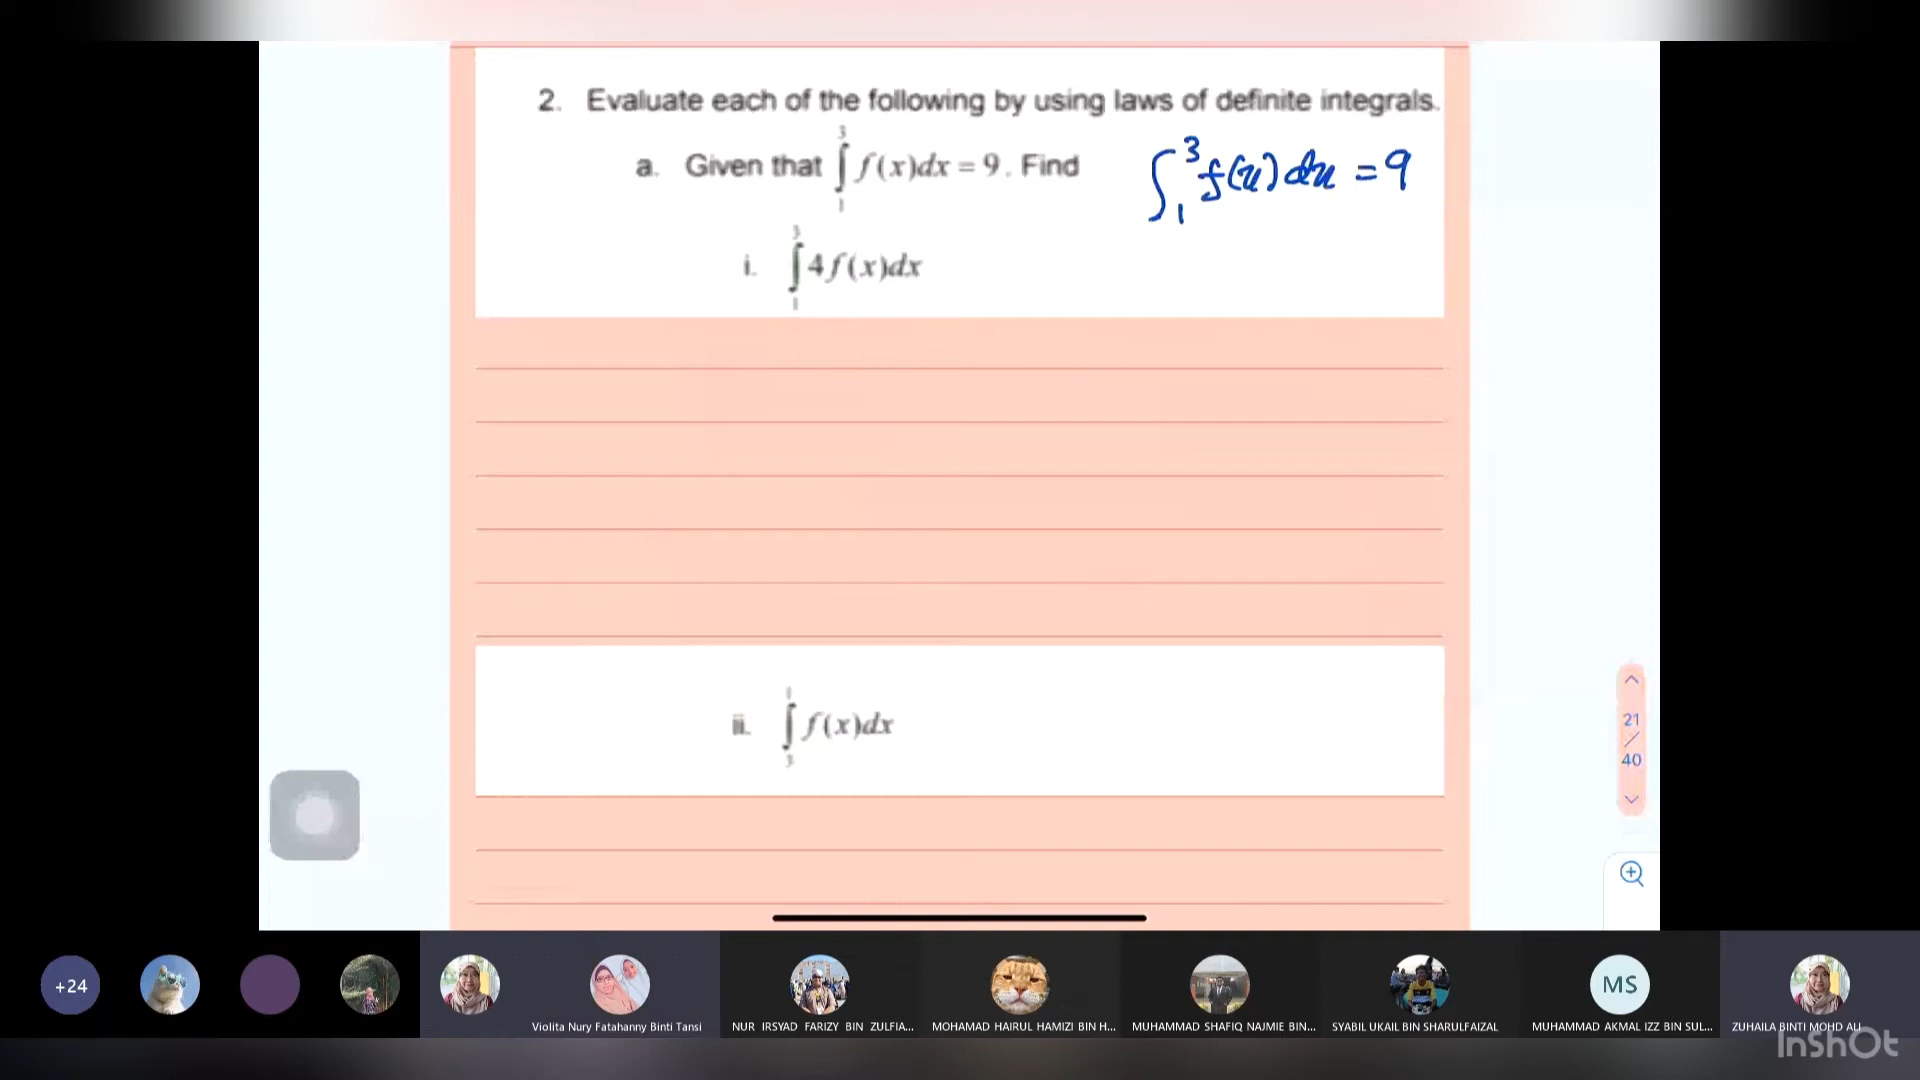 2. Evaluate each of the following by using laws of definite integrals.
a. Given that ∫₁³ f(x)dx = 9. Find
∫₁³ f(x) dx = 9
i. ∫₁³ 4f(x)dx
ii. ∫₃¹ f(x)dx
21
/
40
+24
MS
Violita Nury Fatahanny Binti Tansi
NUR IRSYAD FARIZY BIN ZULFIA...
MOHAMAD HAIRUL HAMIZI BIN H...
MUHAMMAD SHAFIQ NAJMIE BIN...
SYABIL UKAIL BIN SHARULFAIZAL
MUHAMMAD AKMAL IZZ BIN SUL...
ZUHAILA BINTI MOHD ALI
InShOt